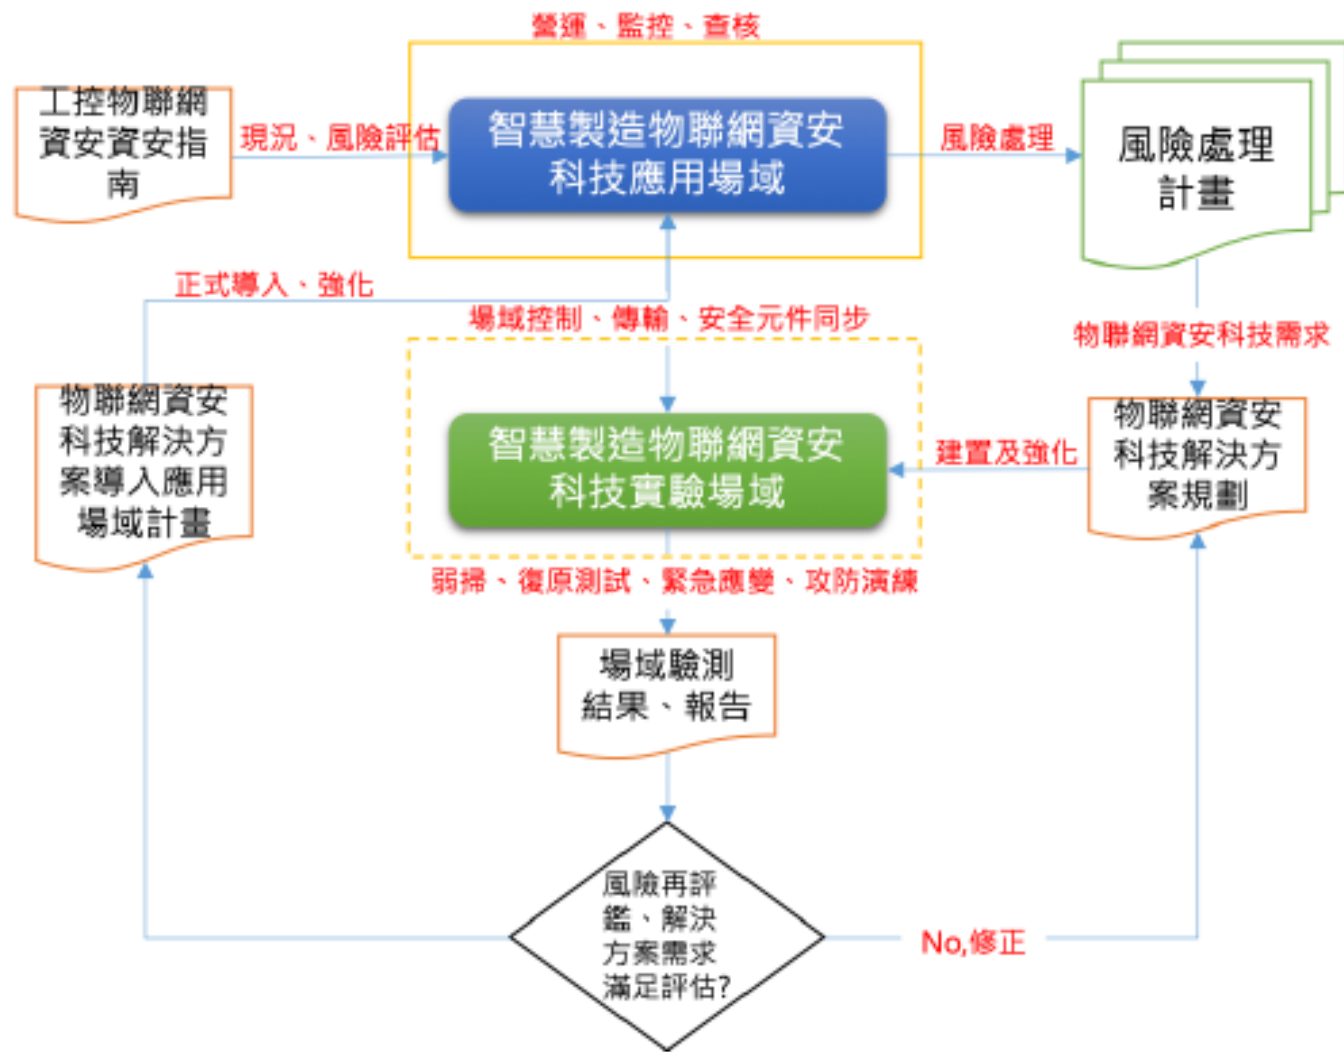 營運、監控、查核
工控物聯網
資安資安指
南
現況、風險評估
智慧製造物聯網資安
科技應用場域
風險處理
風險處理
計畫
正式導入、強化
場域控制、傳輸、安全元件同步
物聯網資安科技需求
物聯網資安
科技解決方
案導入應用
場域計畫
智慧製造物聯網資安
科技實驗場域
建置及強化
物聯網資安
科技解決方
案規劃
弱掃、復原測試、緊急應變、攻防演練
場域驗測
結果、報告
風險再評
鑑、解決
方案需求
滿足評估?
No,修正